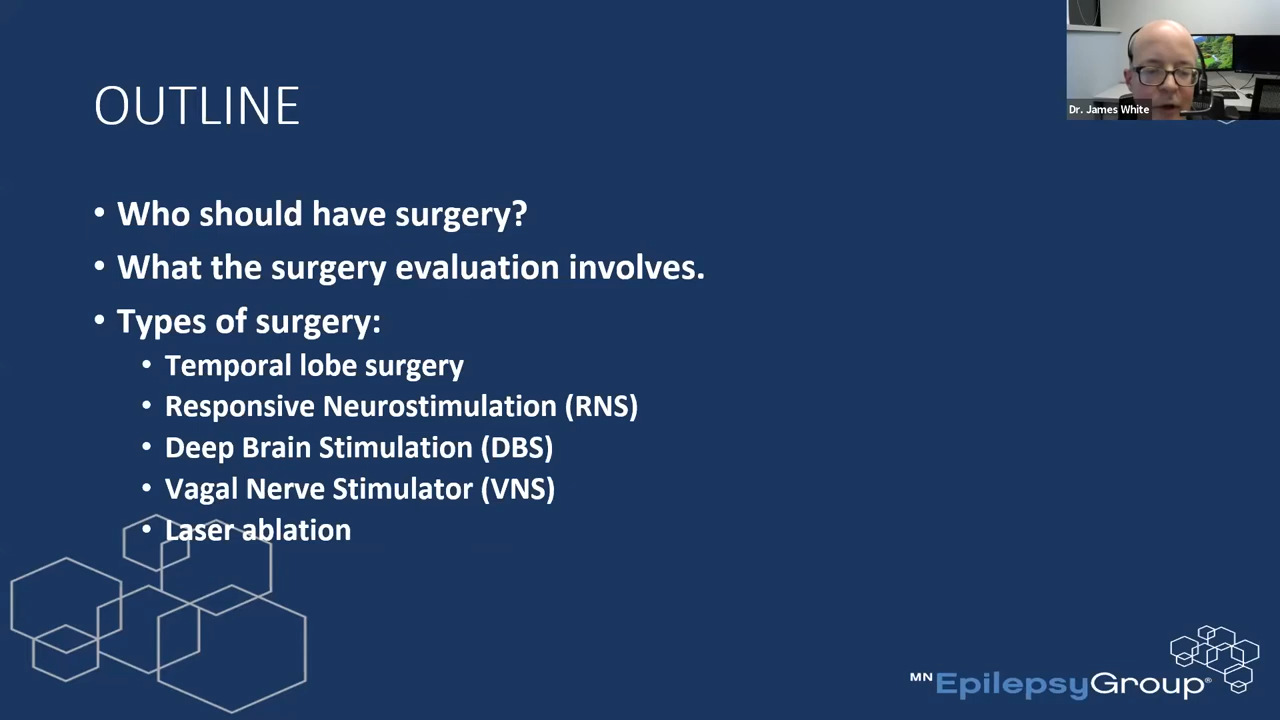 Dr. James White
OUTLINE
• Who should have surgery?
• What the surgery evaluation involves.
• Types of surgery:
• Temporal lobe surgery
• Responsive Neurostimulation (RNS)
• Deep Brain Stimulation (DBS)
• Vagal Nerve Stimulator (VNS)
• Laser ablation
MN EpilepsyGroup®